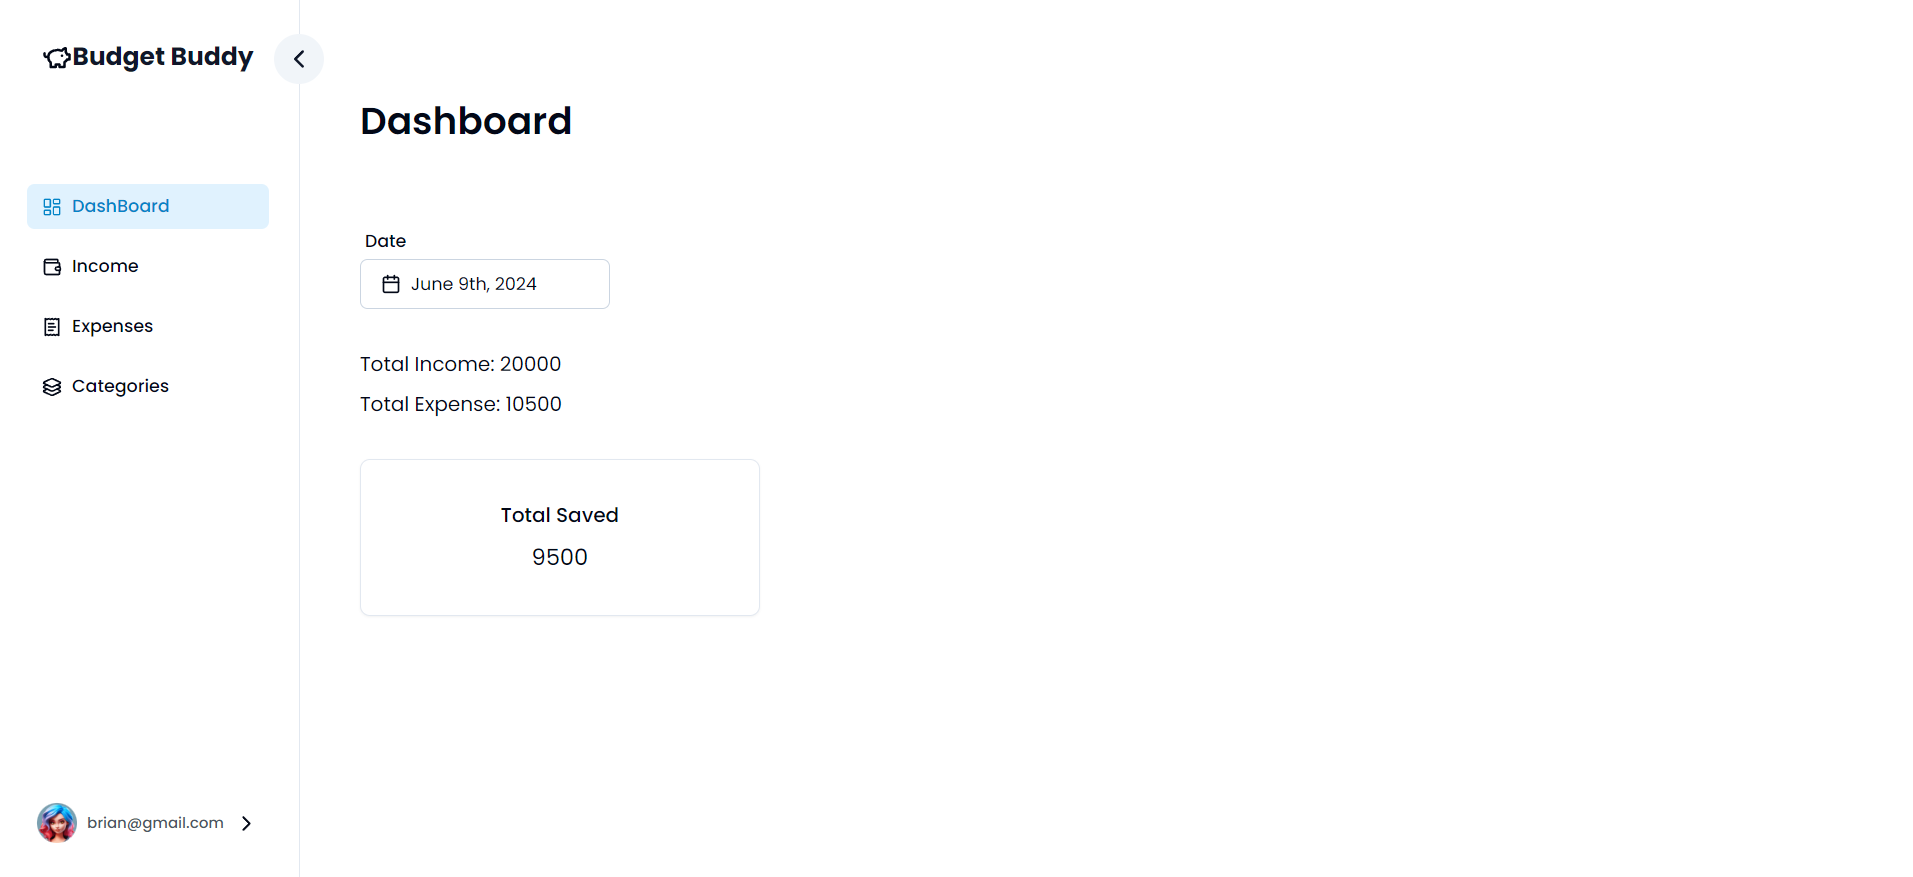 Budget Buddy
DashBoard
Income
Expenses
Categories
brian@gmail.com
Dashboard
Date
June 9th, 2024
Total Income: 20000
Total Expense: 10500
Total Saved
9500